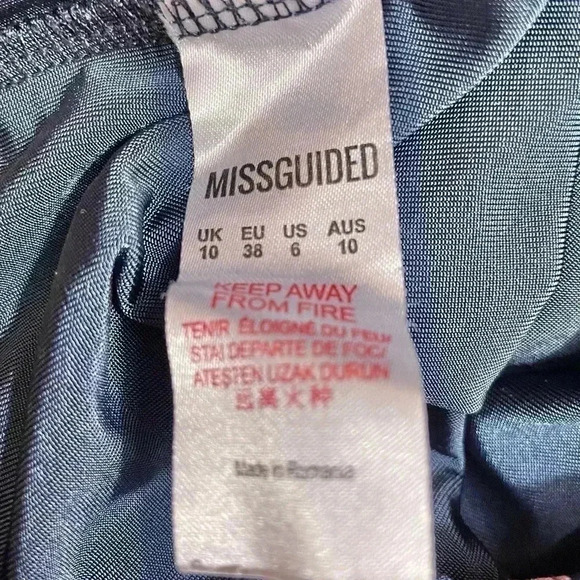 MISSGUIDED
UK EU US AUS
10 38 6 10
KEEP AWAY
FROM FIRE
TENIR ÉLOIGNÉ DU FEU
STAI DEPARTE DE FOC
ATEŞTEN UZAK DURUN
Made in Romania